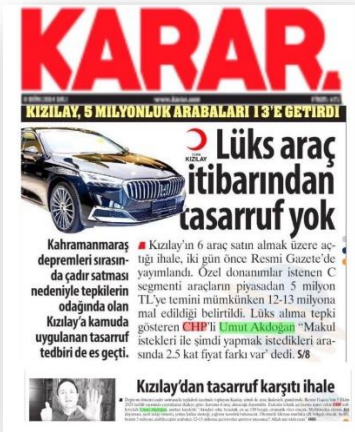 KARAR.
KIZILAY, 5 MİLYONLUK ARABALARI 13'E GETİRDİ
KIZILAY
Lüks araç
itibarından
tasarruf yok
Kahramanmaraş
depremleri sırasın-
da çadır satması
nedeniyle tepkilerin
odağında olan
Kızılay'a kamuda
uygulanan tasarruf
tedbiri de es geçti.
Kızılay'ın 6 araç satın almak üzere aç-
tığı ihale, iki gün önce Resmi Gazete'de
yayımlandı. Özel donanımlar istenen C
segmenti araçların piyasadan 5 milyon
TL'ye temini mümkünken 12-13 milyona
mal edildiği belirtildi. Lüks alıma tepki
gösteren CHP'li Umut Akdoğan "Makul
istekleri ile şimdi yapmak istedikleri ara-
sında 2.5 kat fiyat farkı var' dedi. S/8
Kızılay'dan tasarruf karşıtı ihale